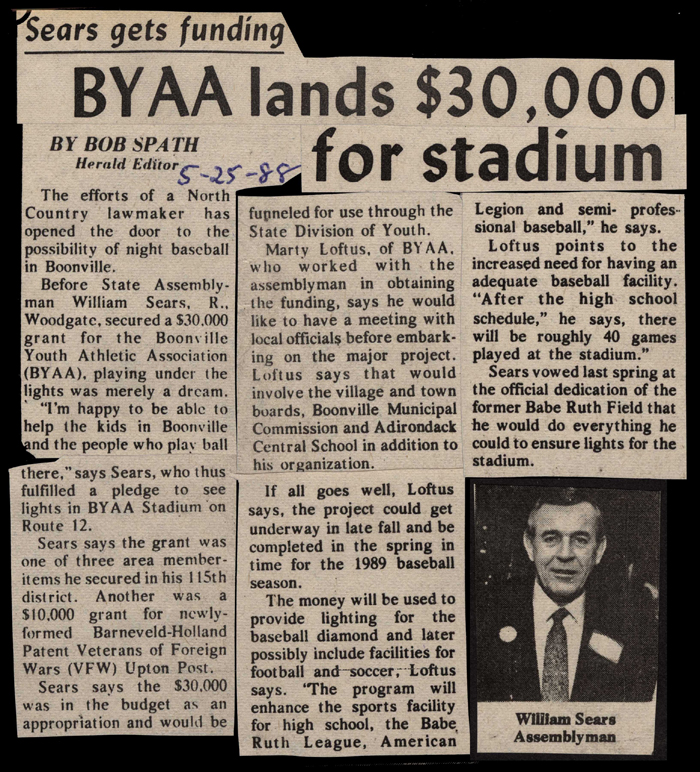 Sears gets funding
BYAA lands $30,000
for stadium
BY BOB SPATH
Herald Editor
5-25-88
The efforts of a North
Country lawmaker has
opened the door to the
possibility of night baseball
in Boonville.
Before State Assembly-
man William Sears, R.,
Woodgate, secured a $30,000
grant for the Boonville
Youth Athletic Association
(BYAA), playing under the
lights was merely a dream.
"I'm happy to be able to
help the kids in Boonville
and the people who play ball
there," says Sears, who thus
fulfilled a pledge to see
lights in BYAA Stadium on
Route 12.
Sears says the grant was
one of three area member-
items he secured in his 115th
district. Another was a
$10,000 grant for newly-
formed Barneveld-Holland
Patent Veterans of Foreign
Wars (VFW) Upton Post.
Sears says the $30,000
was in the budget as an
appropriation and would be
funneled for use through the
State Division of Youth.
Marty Loftus, of BYAA,
who worked with the
assemblyman in obtaining
the funding, says he would
like to have a meeting with
local officials before embark-
ing on the major project.
Loftus says that would
involve the village and town
boards, Boonville Municipal
Commission and Adirondack
Central School in addition to
his organization.
If all goes well, Loftus
says, the project could get
underway in late fall and be
completed in the spring in
time for the 1989 baseball
season.
The money will be used to
provide lighting for the
baseball diamond and later
possibly include facilities for
football and soccer, Loftus
says. "The program will
enhance the sports facility
for high school, the Babe
Ruth League, American
Legion and semi- profes-
sional baseball," he says.
Loftus points to the
increased need for having an
adequate baseball facility.
"After the high school
schedule," he says, there
will be roughly 40 games
played at the stadium."
Sears vowed last spring at
the official dedication of the
former Babe Ruth Field that
he would do everything he
could to ensure lights for the
stadium.
William Sears
Assemblyman